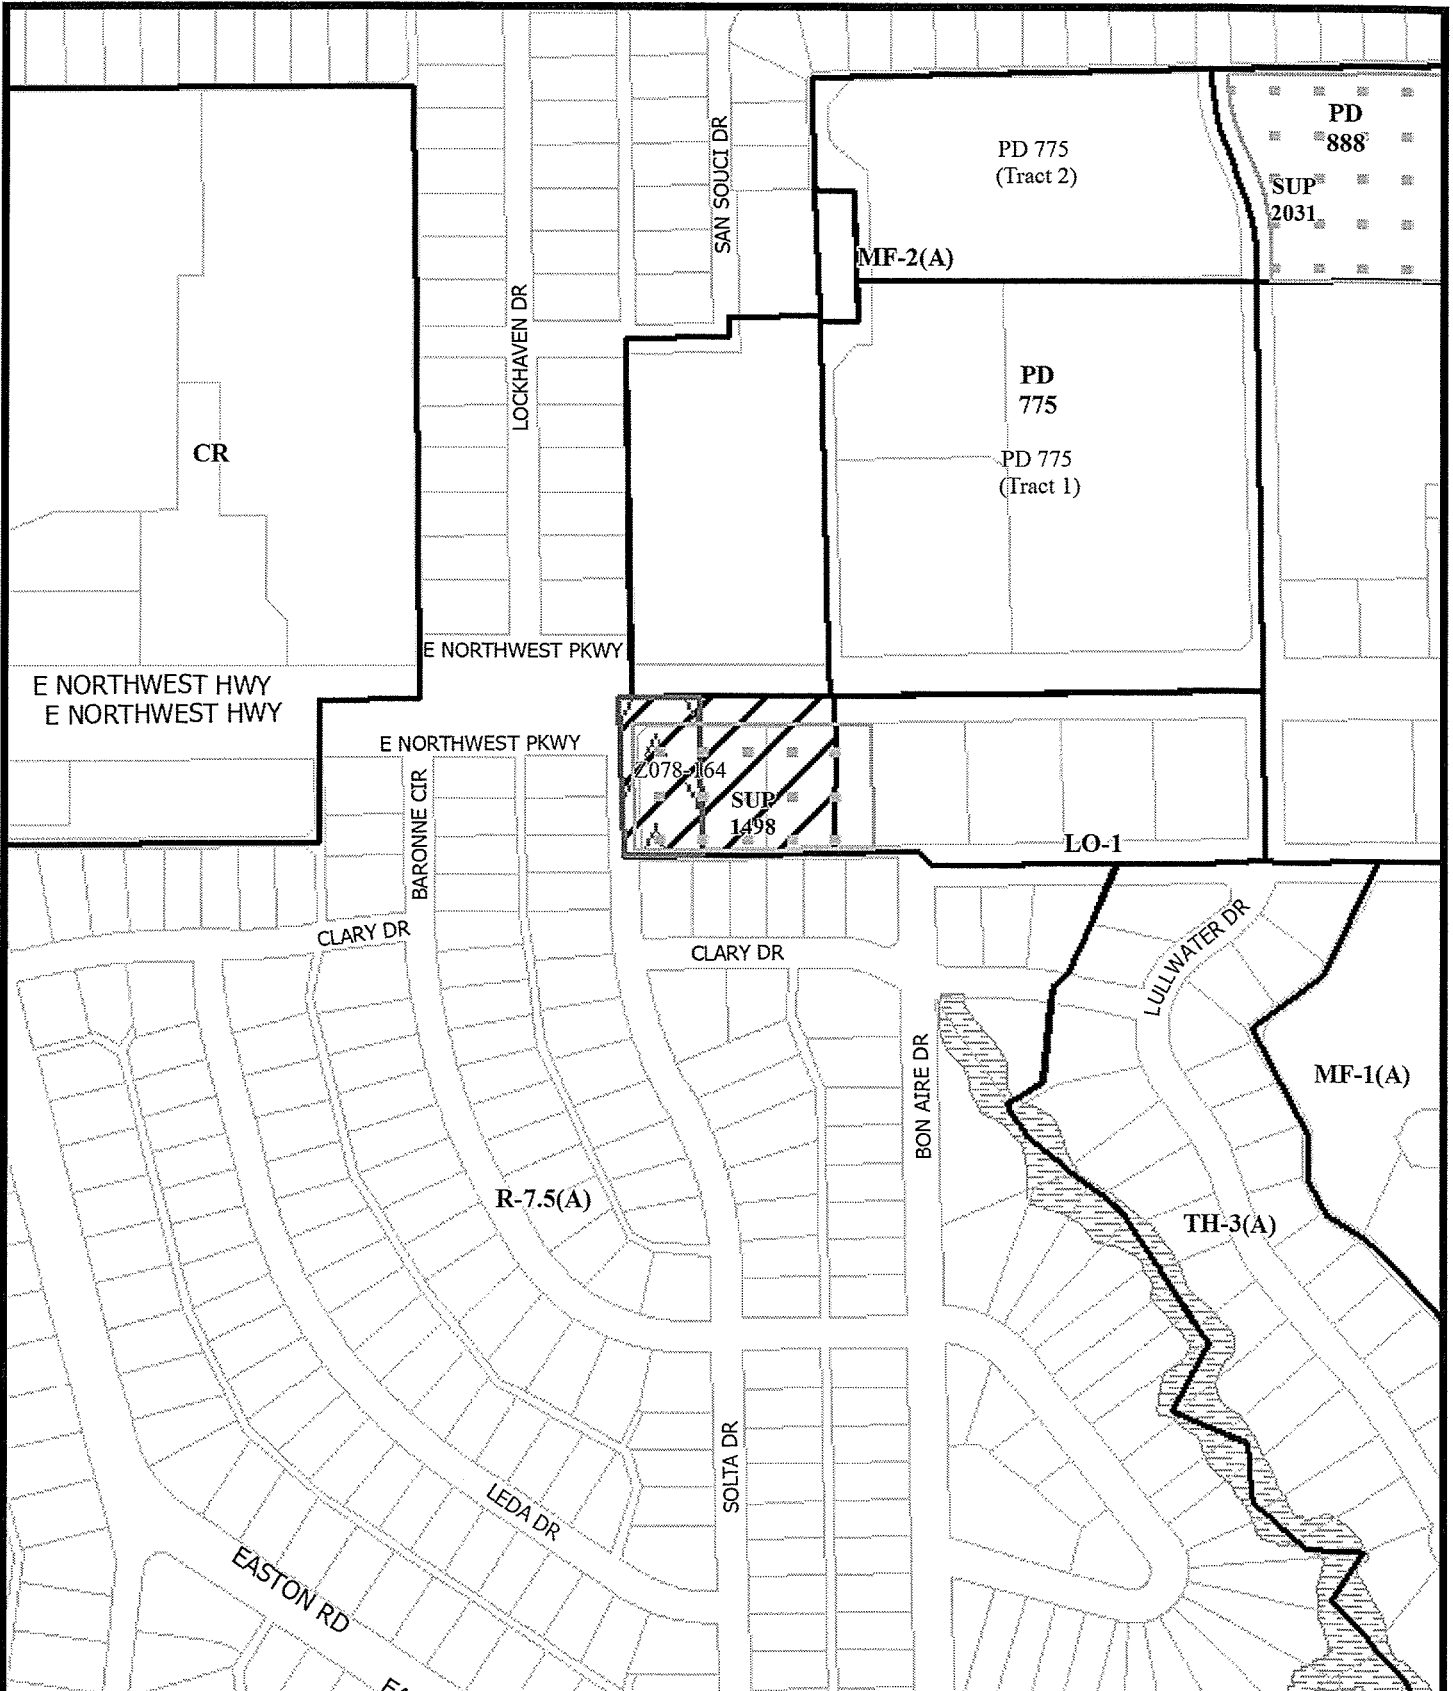 PD
888
SAN SOUCI DR
PD 775
(Tract 2)
SUP
2031
MF-2(A)
LOCKHAVEN DR
PD
775
CR
PD 775
(Tract 1)
E NORTHWEST PKWY
E NORTHWEST HWY
E NORTHWEST HWY
E NORTHWEST PKWY
Z078-164
SUP
1498
BARONNE CIR
LO-1
CLARY DR
CLARY DR
LULLWATER DR
BON AIRE DR
MF-1(A)
R-7.5(A)
TH-3(A)
SOLTA DR
LEDA DR
EASTON RD